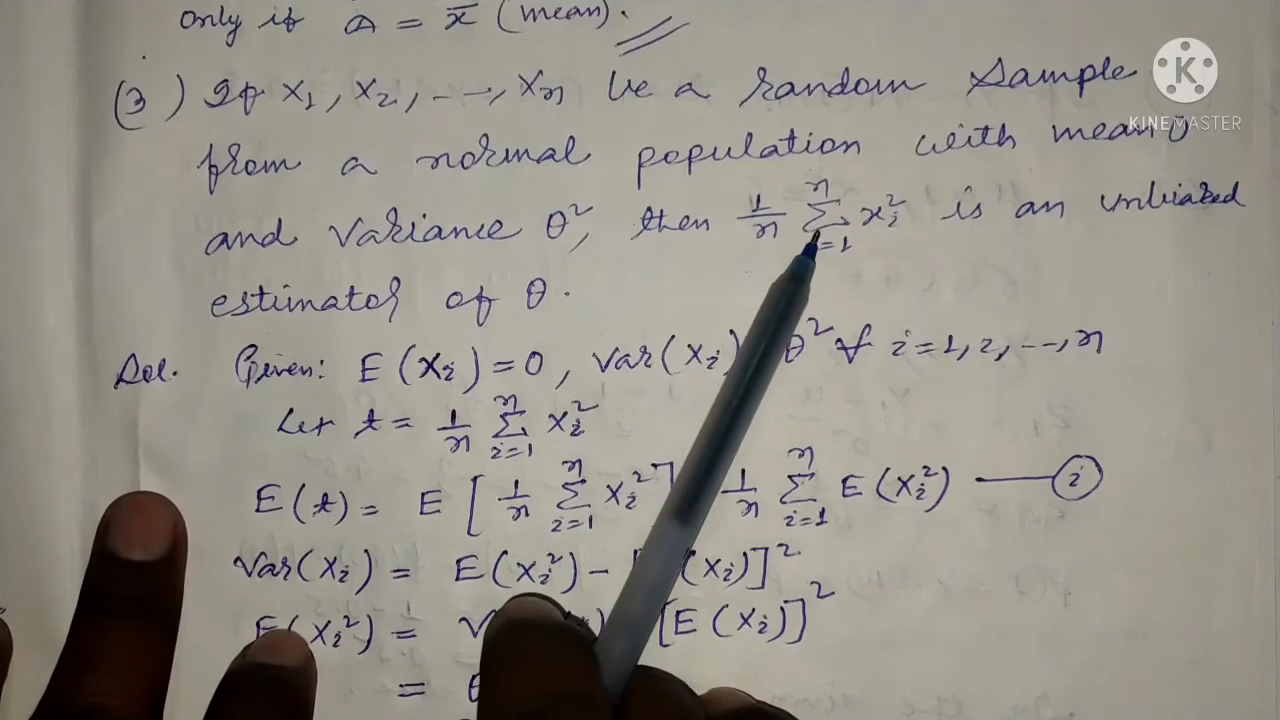 only if a = x̄ (mean).
(3) If X₁, X₂, ..., Xₙ be a random Sample
K
KINEMASTER
from a normal population with mean 0
and variance θ², then 1/n Σᵢ₌₁ⁿ xᵢ² is an unbiased
estimator of θ.
Sol. Given: E(Xᵢ) = 0, Var(Xᵢ) θ² ∀ i=1,2,...,n
Let t = 1/n Σᵢ₌₁ⁿ Xᵢ²
E(t) = E[1/n Σᵢ₌₁ⁿ Xᵢ²] 1/n Σᵢ₌₁ⁿ E(Xᵢ²) — (i)
Var(Xᵢ) = E(Xᵢ²) - (Xᵢ)]²
E(Xᵢ²) = [E(Xᵢ)]²
=